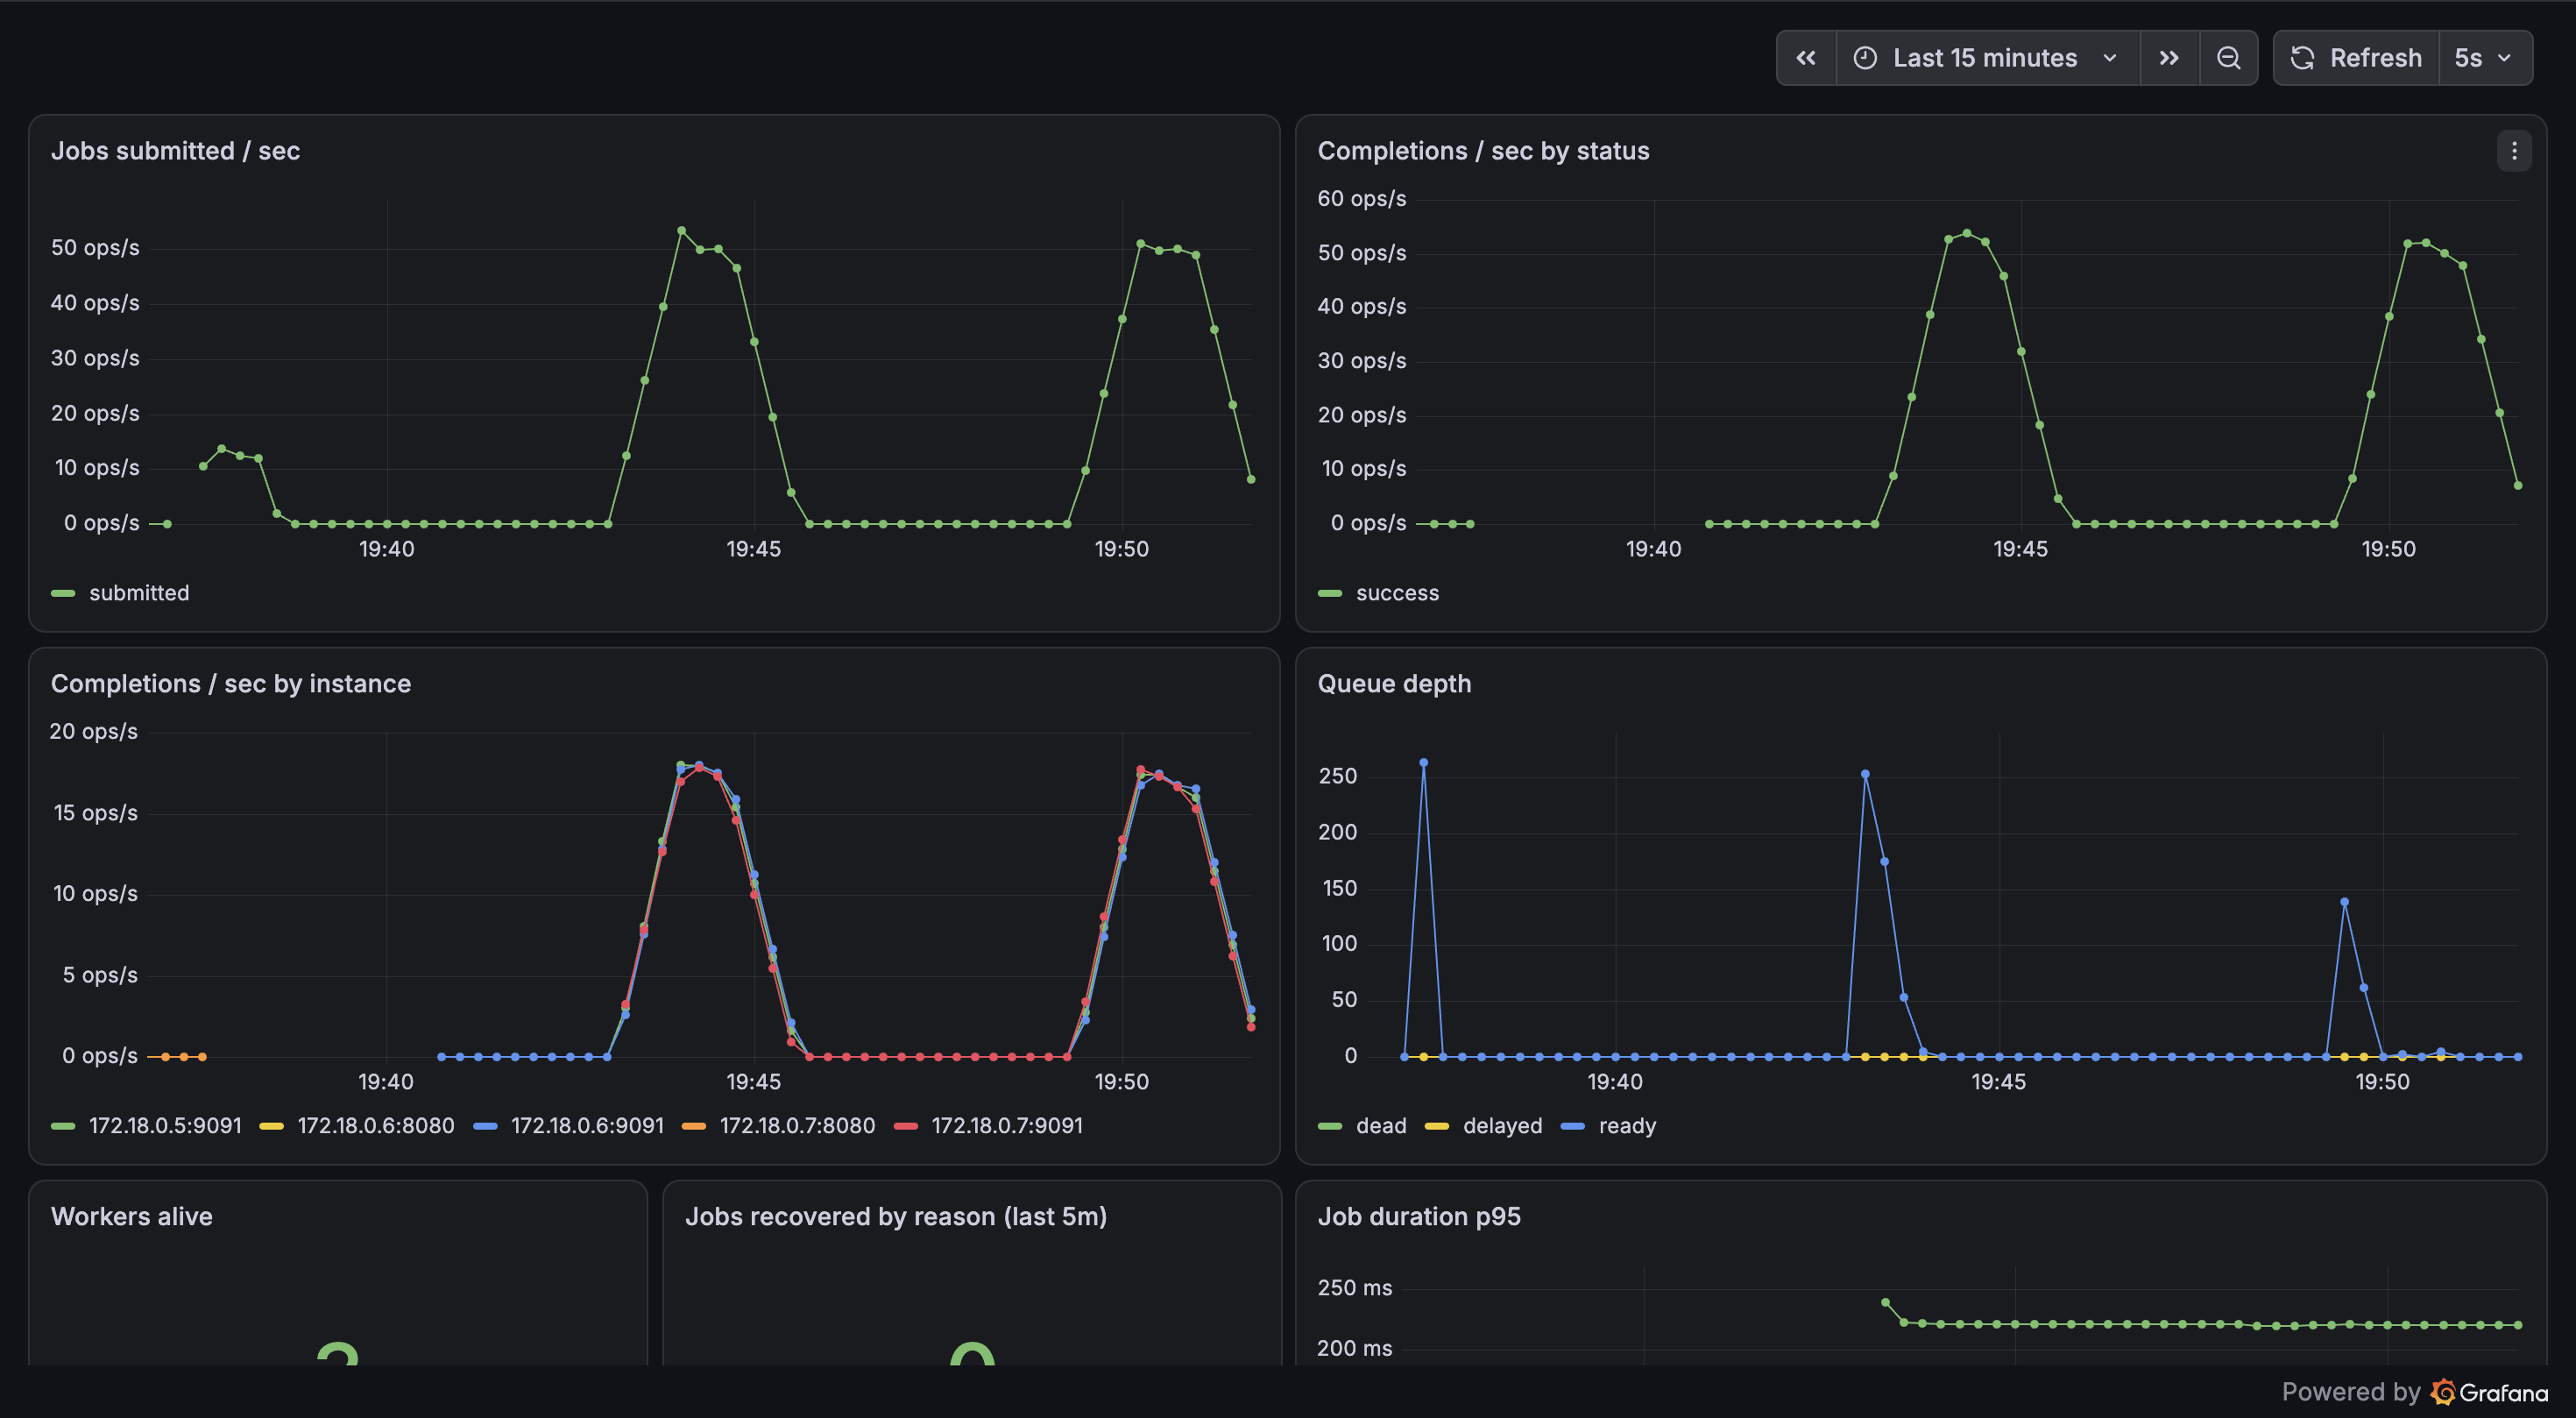 Last 15 minutes
Refresh
5s
Jobs submitted / sec
50 ops/s
40 ops/s
30 ops/s
20 ops/s
10 ops/s
0 ops/s
19:40 19:45 19:50
submitted
Completions / sec by status
60 ops/s
50 ops/s
40 ops/s
30 ops/s
20 ops/s
10 ops/s
0 ops/s
19:40 19:45 19:50
success
Completions / sec by instance
20 ops/s
15 ops/s
10 ops/s
5 ops/s
0 ops/s
19:40 19:45 19:50
172.18.0.5:9091 172.18.0.6:8080 172.18.0.6:9091 172.18.0.7:8080 172.18.0.7:9091
Queue depth
250
200
150
100
50
0
19:40 19:45 19:50
dead delayed ready
Workers alive
Jobs recovered by reason (last 5m)
Job duration p95
250 ms
200 ms
Powered by Grafana